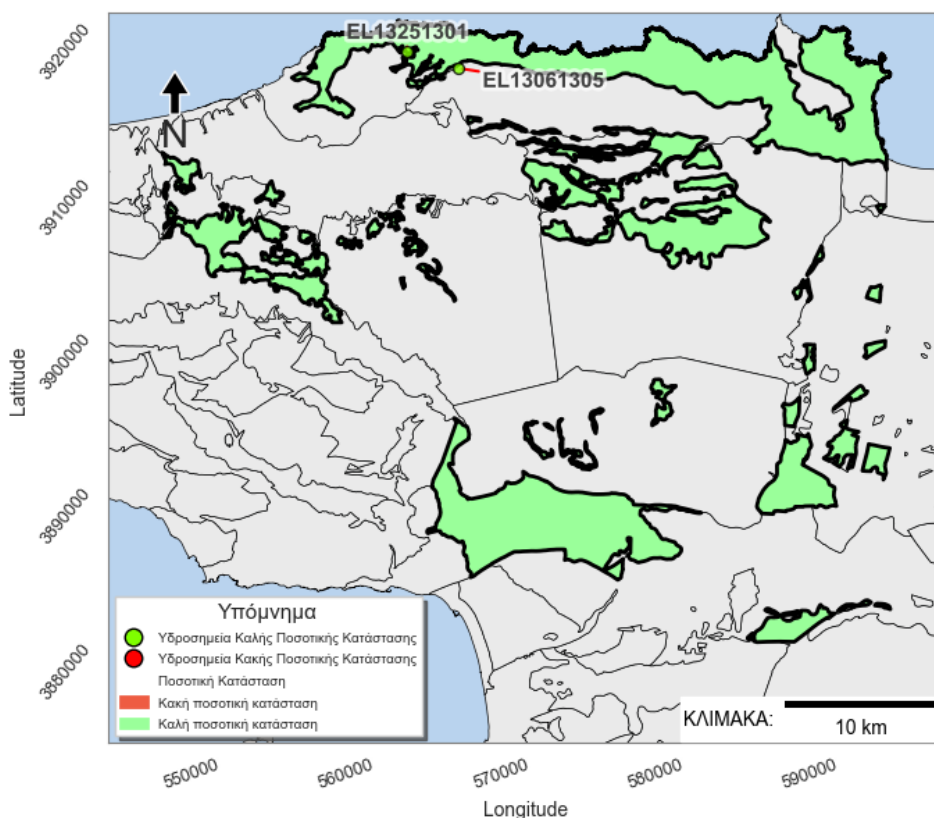 3920000
3910000
3900000
3890000
3880000
Latitude
N
EL13251301
EL13061305
Υπόμνημα
Υδροσημεία Καλής Ποσοτικής Κατάστασης
Υδροσημεία Κακής Ποσοτικής Κατάστασης
Ποσοτική Κατάσταση
Κακή ποσοτική κατάσταση
Καλή ποσοτική κατάσταση
ΚΛΙΜΑΚΑ:
10 km
550000
560000
570000
580000
590000
Longitude